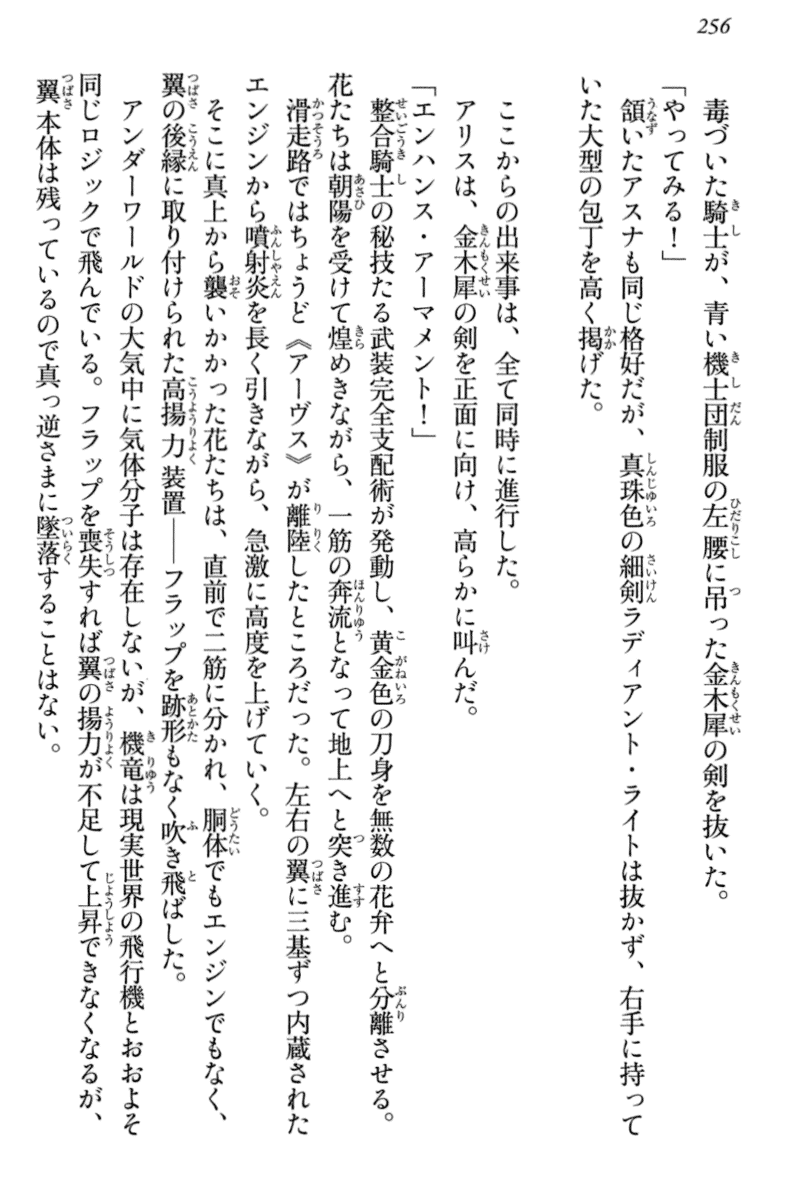 256
毒づいた騎士が、青い機士団制服の左腰に吊った金木犀の剣を抜いた。
「やってみる！」
頷いたアスナも同じ格好だが、真珠色の細剣ラディアント・ライトは抜かず、右手に持って
いた大型の包丁を高く掲げた。
ここからの出来事は、全て同時に進行した。
アリスは、金木犀の剣を正面に向け、高らかに叫んだ。
「エンハンス・アーマメント！」
整合騎士の秘技たる武装完全支配術が発動し、黄金色の刀身を無数の花弁へと分離させる。
花たちは朝陽を受けて煌めきながら、一筋の奔流となって地上へと突き進む。
滑走路ではちょうど《アーヴス》が離陸したところだった。左右の翼に三基ずつ内蔵された
エンジンから噴射炎を長く引きながら、急激に高度を上げていく。
そこに真上から襲いかかった花たちは、直前で二筋に分かれ、胴体でもエンジンでもなく、
翼の後縁に取り付けられた高揚力装置――フラップを跡形もなく吹き飛ばした。
アンダーワールドの大気中に気体分子は存在しないが、機竜は現実世界の飛行機とおおよそ
同じロジックで飛んでいる。フラップを喪失すれば翼の揚力が不足して上昇できなくなるが、
翼本体は残っているので真っ逆さまに墜落することはない。